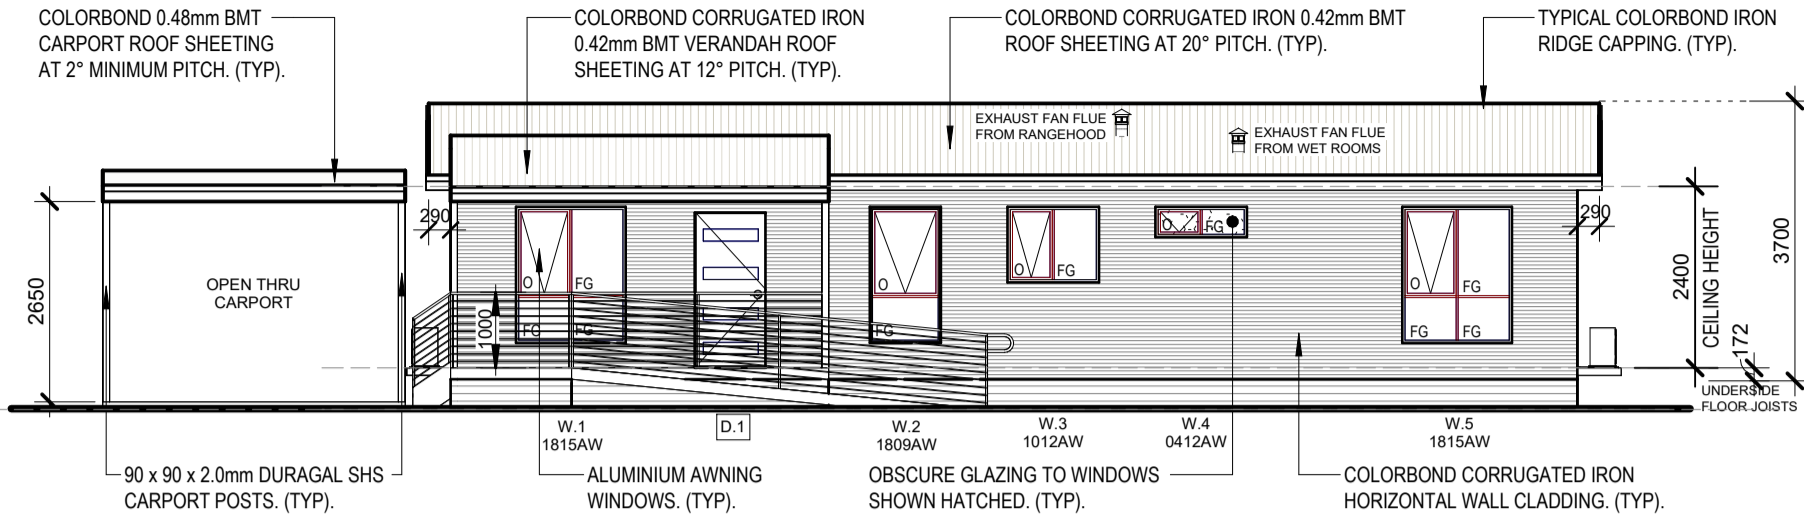 COLORBOND 0.48mm BMT
CARPORT ROOF SHEETING
AT 2° MINIMUM PITCH. (TYP).
COLORBOND CORRUGATED IRON
0.42mm BMT VERANDAH ROOF
SHEETING AT 12° PITCH. (TYP).
COLORBOND CORRUGATED IRON 0.42mm BMT
ROOF SHEETING AT 20° PITCH. (TYP).
TYPICAL COLORBOND IRON
RIDGE CAPPING. (TYP).
EXHAUST FAN FLUE
FROM RANGEHOOD
EXHAUST FAN FLUE
FROM WET ROOMS
290
290
2650
OPEN THRU
CARPORT
1000
O
FG
FG
FG
O
FG
O
FG
O
FG
O
FG
FG
FG
2400
CEILING HEIGHT
3700
172
UNDERSIDE
FLOOR JOISTS
W.1
1815AW
D.1
W.2
1809AW
W.3
1012AW
W.4
0412AW
W.5
1815AW
90 x 90 x 2.0mm DURAGAL SHS
CARPORT POSTS. (TYP).
ALUMINIUM AWNING
WINDOWS. (TYP).
OBSCURE GLAZING TO WINDOWS
SHOWN HATCHED. (TYP).
COLORBOND CORRUGATED IRON
HORIZONTAL WALL CLADDING. (TYP).